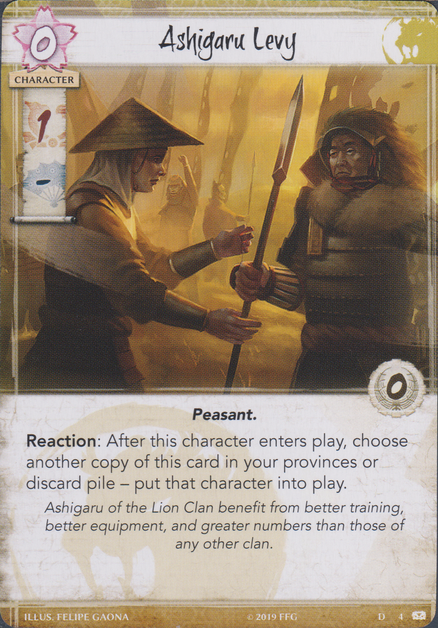 0
Ashigaru Levy
CHARACTER
1
-
0
Peasant.
Reaction: After this character enters play, choose
another copy of this card in your provinces or
discard pile – put that character into play.
Ashigaru of the Lion Clan benefit from better training,
better equipment, and greater numbers than those of
any other clan.
ILLUS. FELIPE GAONA © 2019 FFG D 4